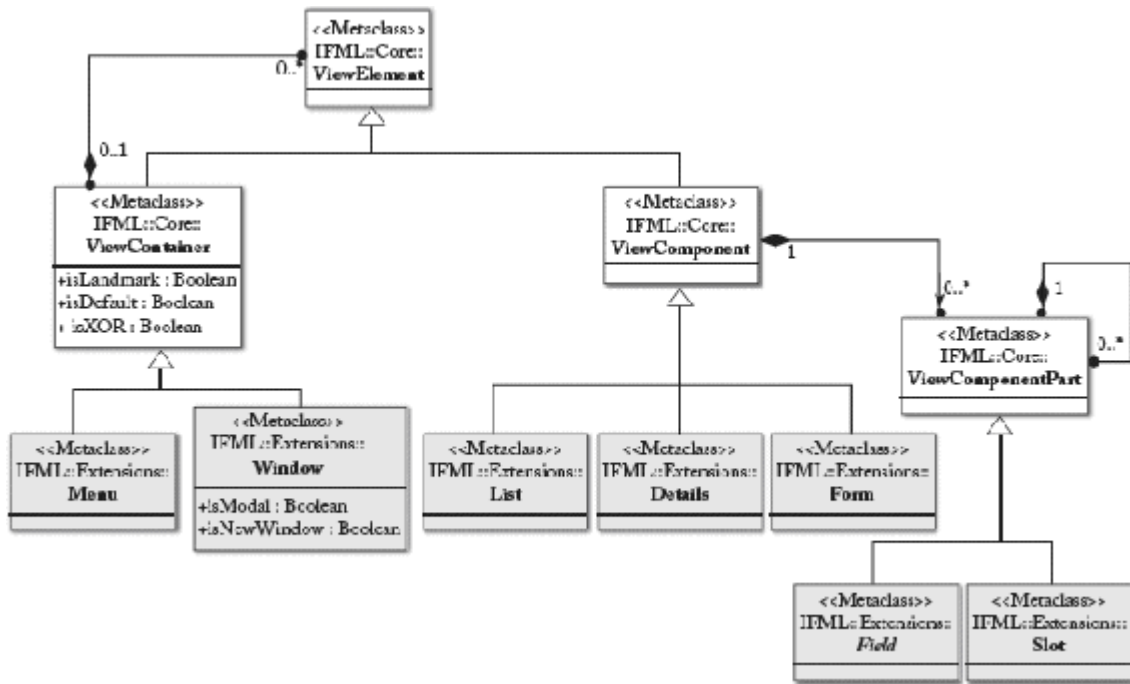 <<Metaclass>>
IFML::Core::
ViewElement
0..*
0..1
<<Metaclass>>
IFML::Core::
ViewContainer
+isLandmark : Boolean
+isDefault : Boolean
+isXOR : Boolean
<<Metaclass>>
IFML::Core::
ViewComponent
1
0..*
1
0..*
<<Metaclass>>
IFML::Core::
ViewComponentPart
<<Metaclass>>
IFML::Extensions::
Menu
<<Metaclass>>
IFML::Extensions::
Window
+isModal : Boolean
+isNewWindow : Boolean
<<Metaclass>>
IFML::Extensions::
List
<<Metaclass>>
IFML::Extensions::
Details
<<Metaclass>>
IFML::Extensions::
Form
<<Metaclass>>
IFML::Extensions::
Field
<<Metaclass>>
IFML::Extensions::
Slot